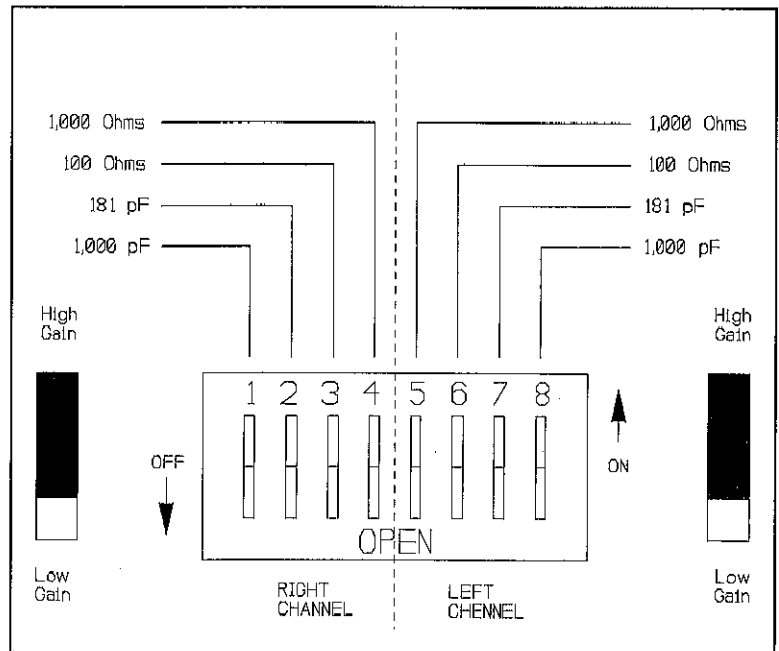 1,000 Ohms
100 Ohms
181 pF
1,000 pF
1,000 Ohms
100 Ohms
181 pF
1,000 pF
High
Gain
High
Gain
1 2 3 4 5 6 7 8
OFF
ON
OPEN
Low
Gain
RIGHT
CHANNEL
LEFT
CHENNEL
Low
Gain